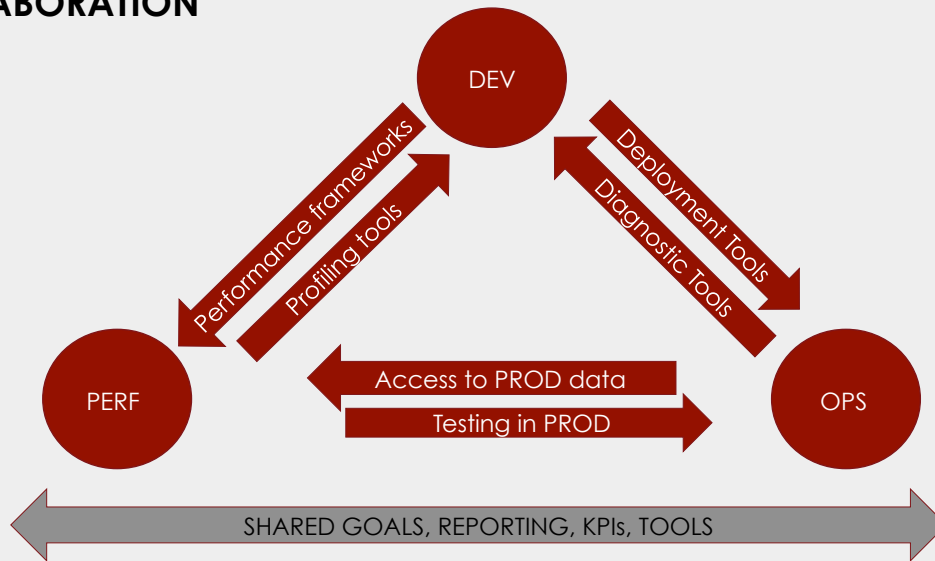 ABORATION
DEV
Performance frameworks
Profiling tools
Deployment Tools
Diagnostic Tools
PERF
Access to PROD data
Testing in PROD
OPS
SHARED GOALS, REPORTING, KPIs, TOOLS